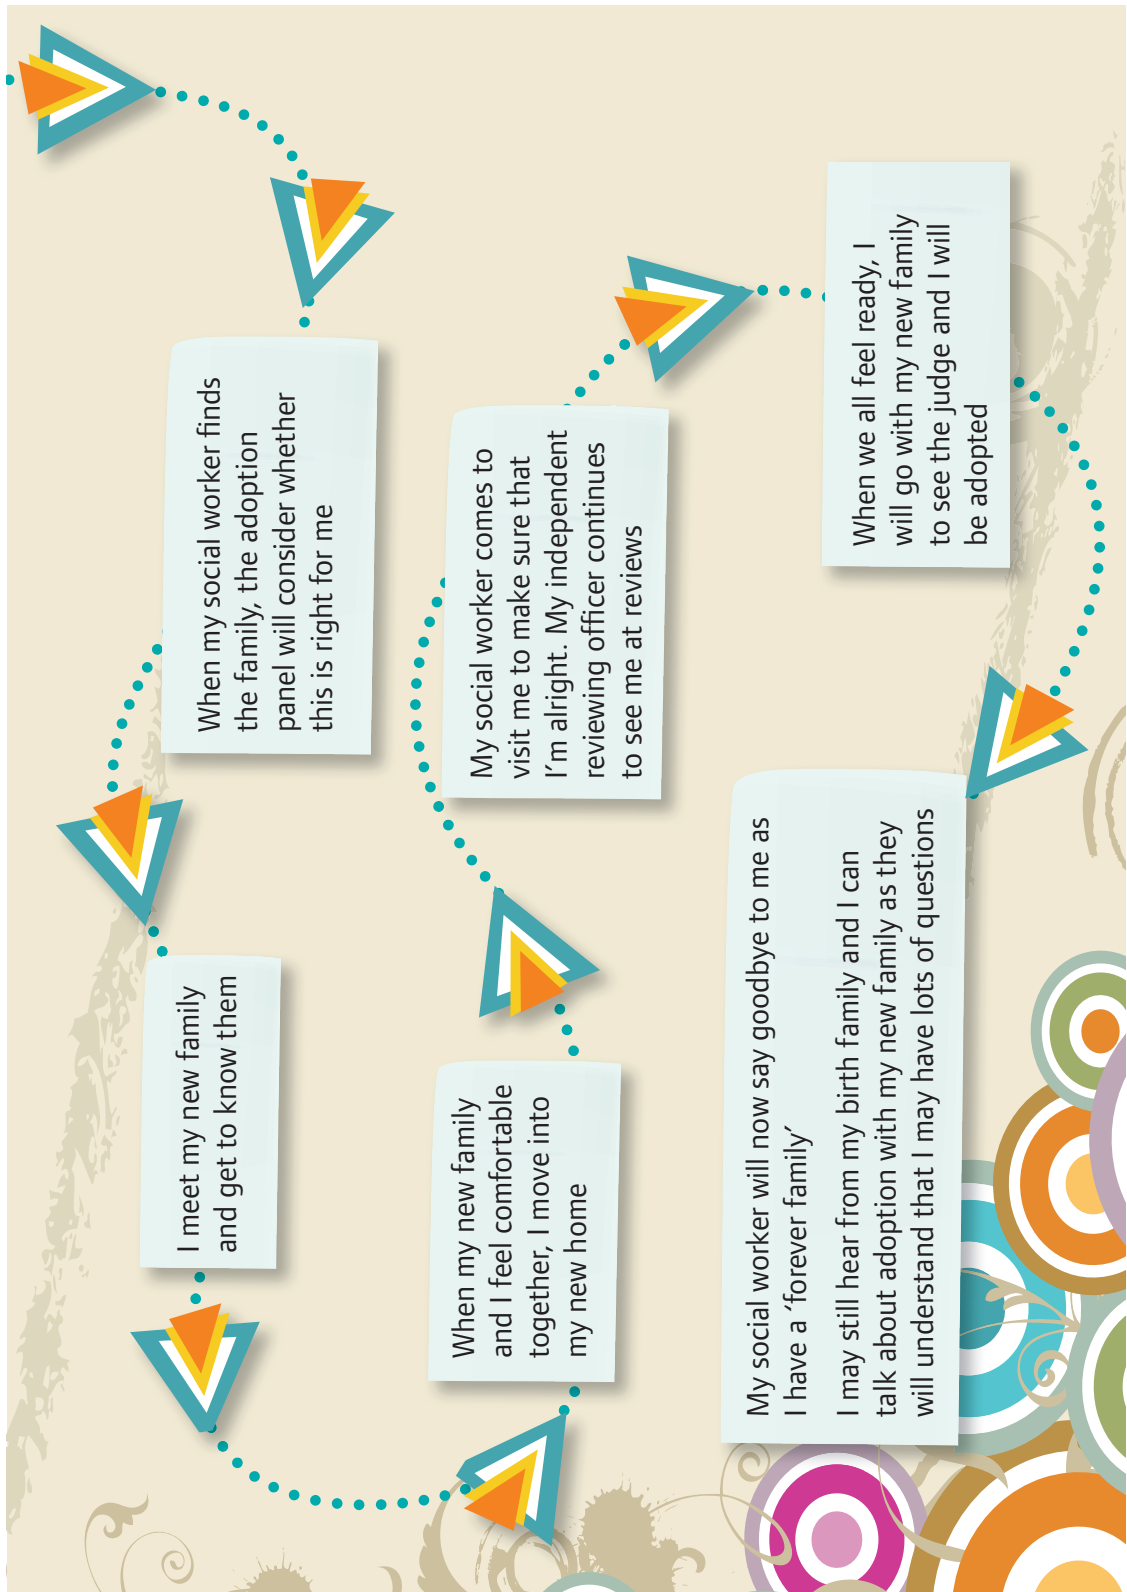 When my social worker finds
the family, the adoption
panel will consider whether
this is right for me
I meet my new family
and get to know them
When my new family
and I feel comfortable
together, I move into
my new home
My social worker comes to
visit me to make sure that
I’m alright. My independent
reviewing officer continues
to see me at reviews
When we all feel ready, I
will go with my new family
to see the judge and I will
be adopted
My social worker will now say goodbye to me as
I have a ‘forever family’
I may still hear from my birth family and I can
talk about adoption with my new family as they
will understand that I may have lots of questions